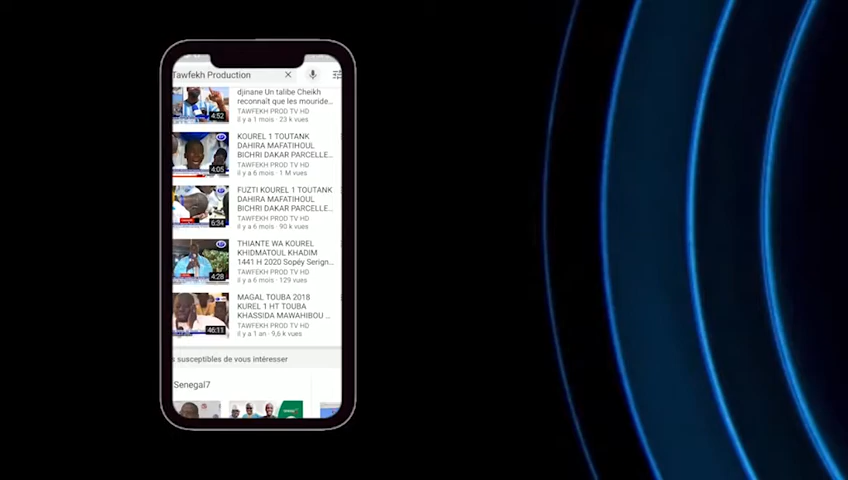 Tawfekh Production
djinane Un talibe Cheikh
reconnaît que les mouride...
TAWFEKH PROD TV HD
il y a 1 mois · 23 k vues
4:52
KOUREL 1 TOUTANK
DAHIRA MAFATIHOUL
BICHRI DAKAR PARCELLE...
TAWFEKH PROD TV HD
il y a 6 mois · 1 M vues
4:05
FUZTI KOUREL 1 TOUTANK
DAHIRA MAFATIHOUL
BICHRI DAKAR PARCELLE...
TAWFEKH PROD TV HD
il y a 6 mois · 90 k vues
6:34
THIANTE WA KOUREL
KHIDMATOUL KHADIM
1441 H 2020 Sopéy Serign...
TAWFEKH PROD TV HD
il y a 6 mois · 129 vues
4:28
MAGAL TOUBA 2018
KUREL 1 HT TOUBA
KHASSIDA MAWAHIBOU ...
TAWFEKH PROD TV HD
il y a 1 an · 9,6 k vues
46:11
s susceptibles de vous intéresser
Senegal7